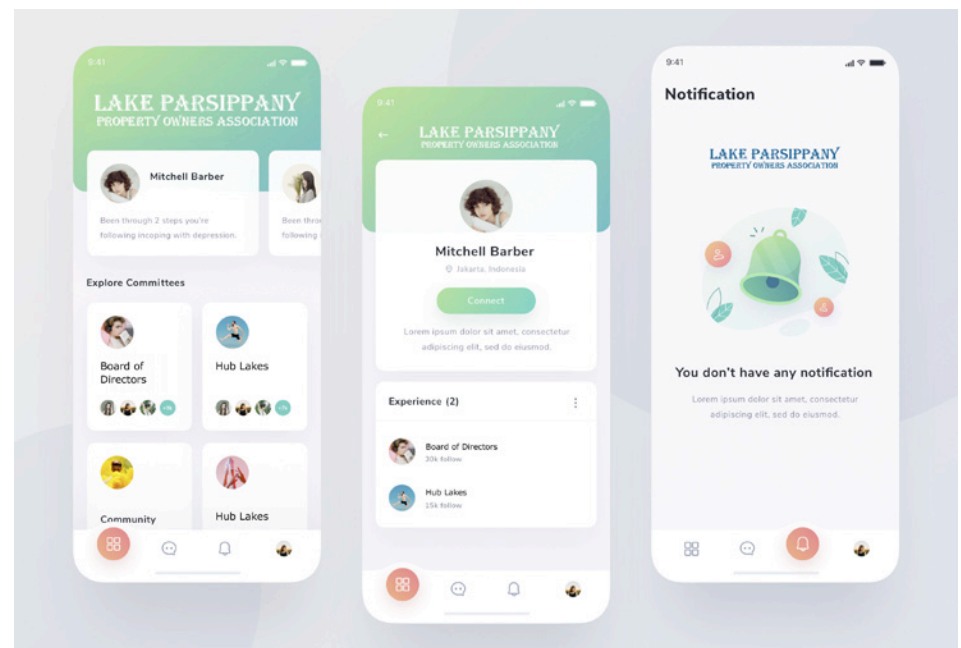 9:41
LAKE PARSIPPANY
PROPERTY OWNERS ASSOCIATION
Mitchell
Barber
Been through 2 steps you're
following incoping with depression.
Been throu
following i
Explore Committees
Board of
Directors
Hub Lakes
Community
Hub Lakes
9:41
LAKE PARSIPPANY
PROPERTY OWNERS ASSOCIATION
Mitchell Barber
Jakarta, Indonesia
Connect
Lorem ipsum dolor sit amet, consectetur
adipiscing elit, sed do eiusmod.
Experience (2)
Board of Directors
30k follow
Hub Lakes
15k follow
9:41
Notification
LAKE PARSIPPANY
PROPERTY OWNERS ASSOCIATION
You don't have any notification
Lorem ipsum dolor sit amet, consectetur
adipiscing elit, sed do eiusmod.